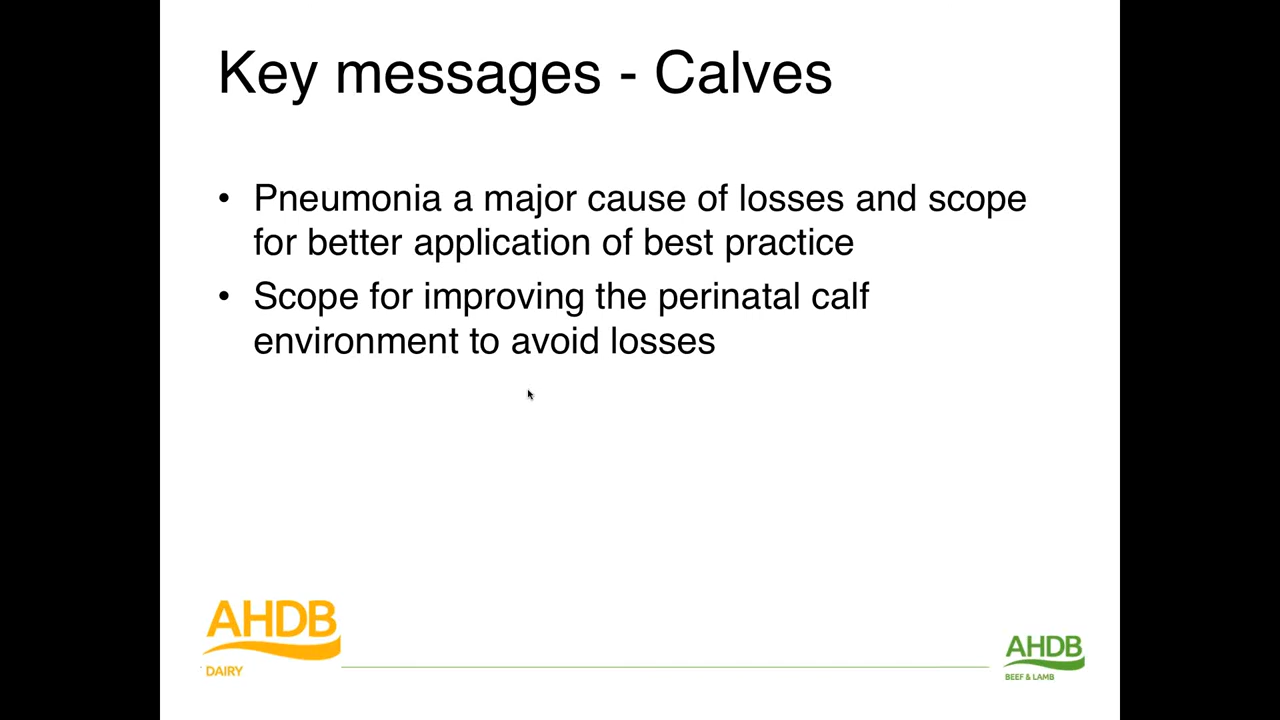 Key messages - Calves
• Pneumonia a major cause of losses and scope
for better application of best practice
• Scope for improving the perinatal calf
environment to avoid losses
AHDB
DAIRY
AHDB
BEEF & LAMB